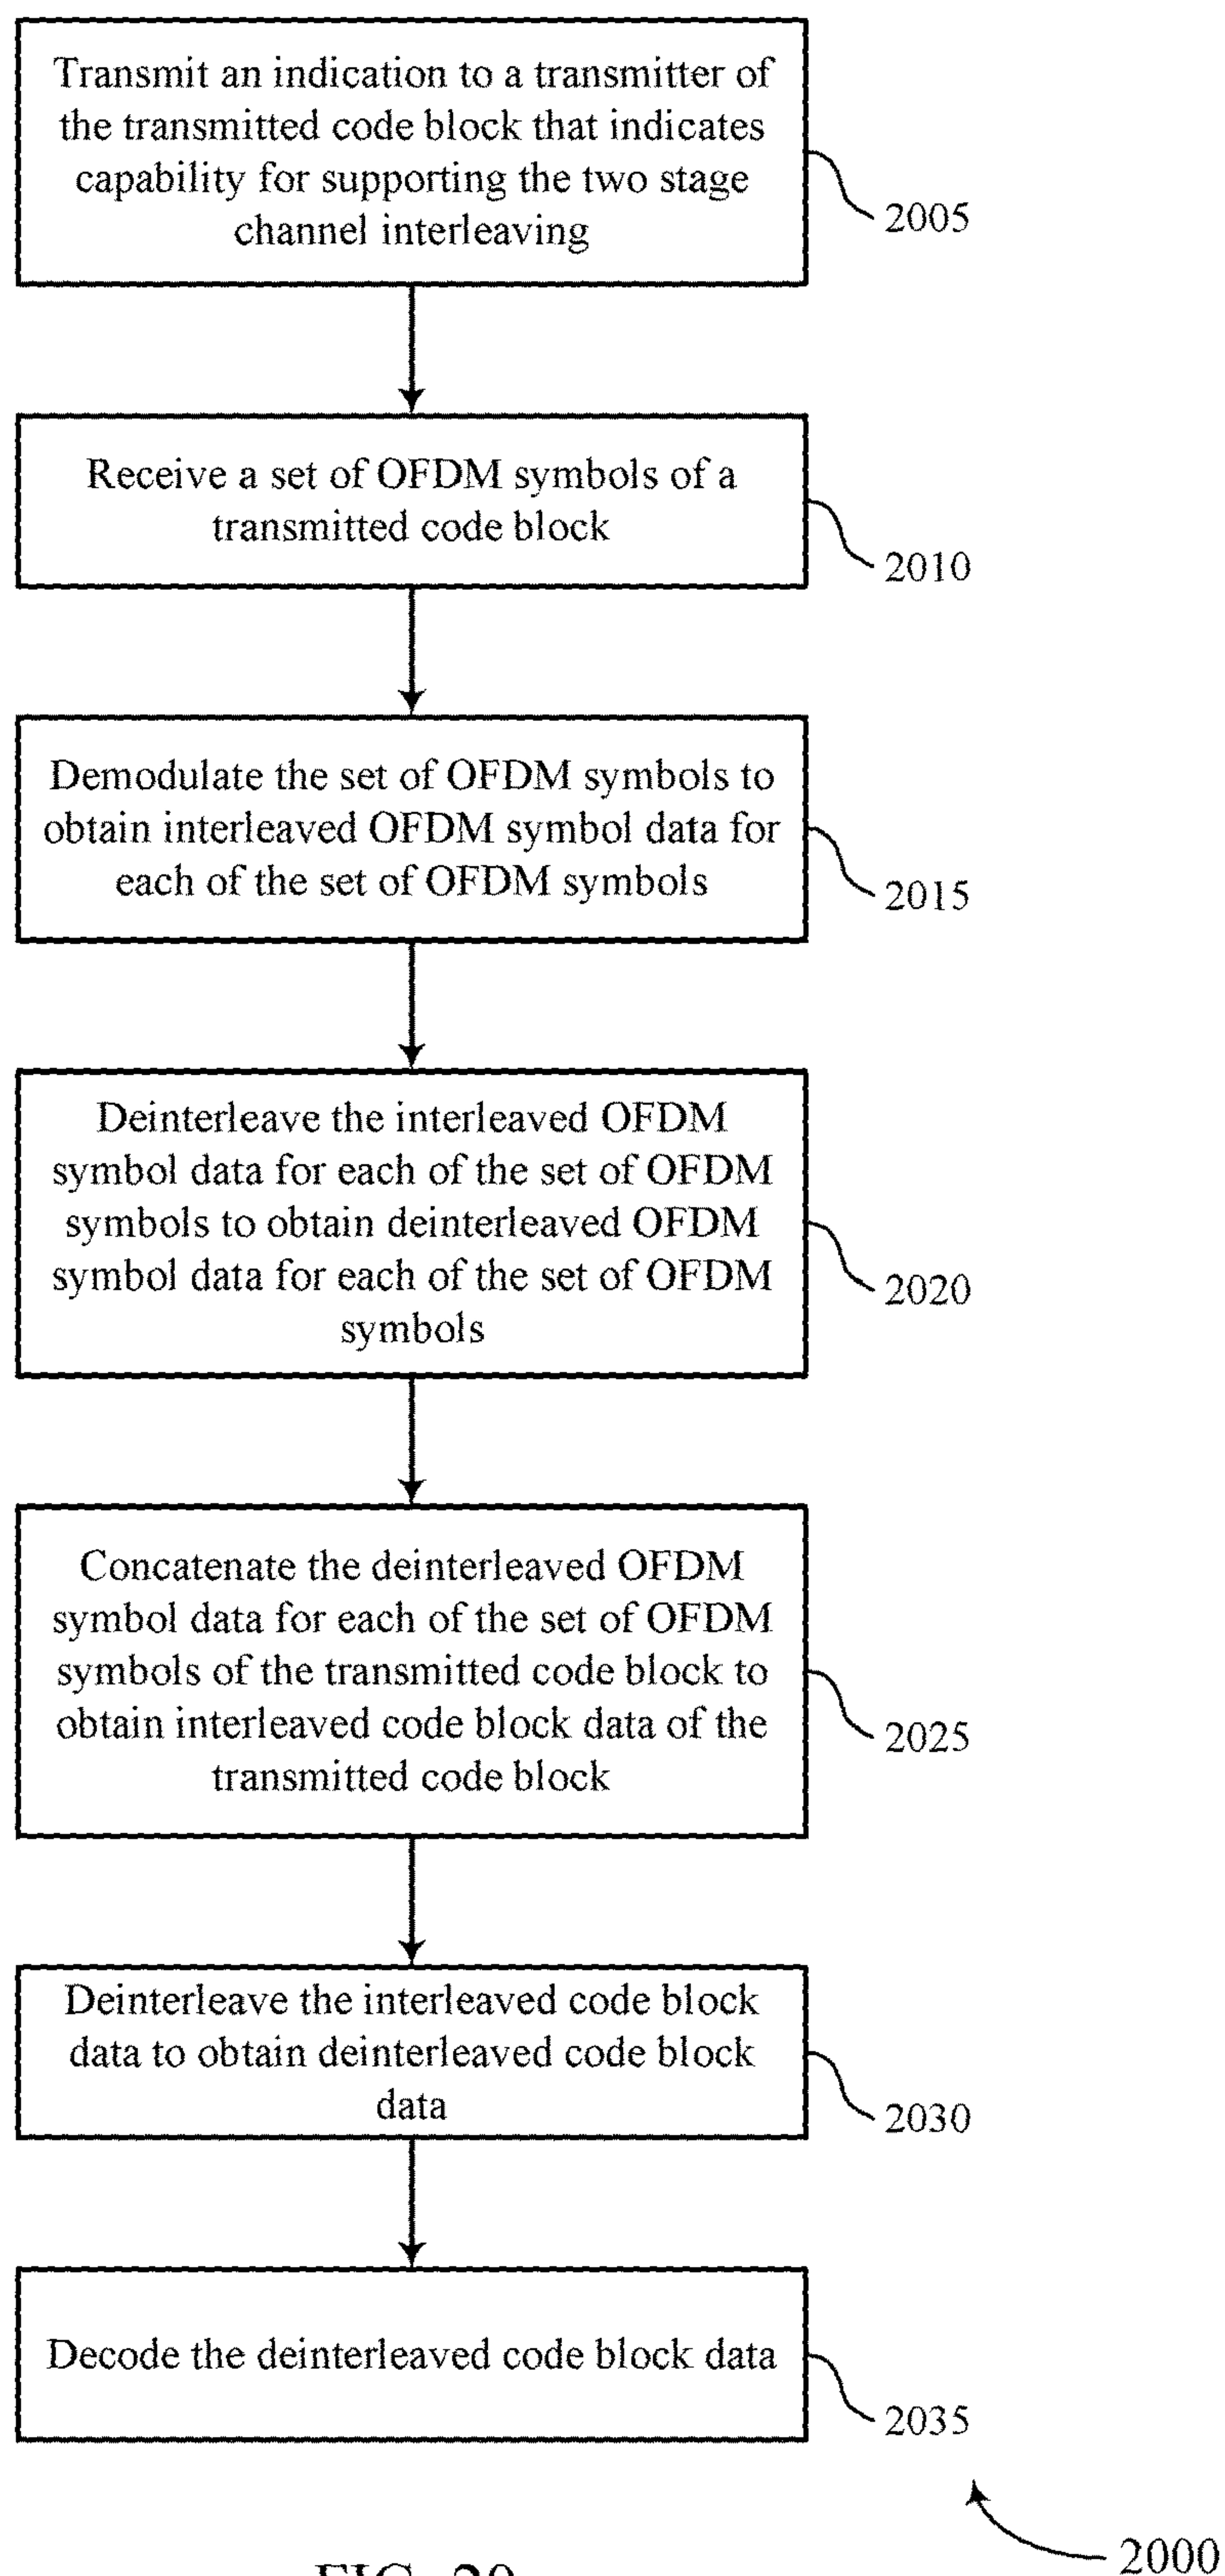 Transmit an indication to a transmitter of
the transmitted code block that indicates
capability for supporting the two stage
channel interleaving
2005
Receive a set of OFDM symbols of a
transmitted code block
2010
Demodulate the set of OFDM symbols to
obtain interleaved OFDM symbol data for
each of the set of OFDM symbols
2015
Deinterleave the interleaved OFDM
symbol data for each of the set of OFDM
symbols to obtain deinterleaved OFDM
symbol data for each of the set of OFDM
symbols
2020
Concatenate the deinterleaved OFDM
symbol data for each of the set of OFDM
symbols of the transmitted code block to
obtain interleaved code block data of the
transmitted code block
2025
Deinterleave the interleaved code block
data to obtain deinterleaved code block
data
2030
Decode the deinterleaved code block data
2035
2000
FIG. 20